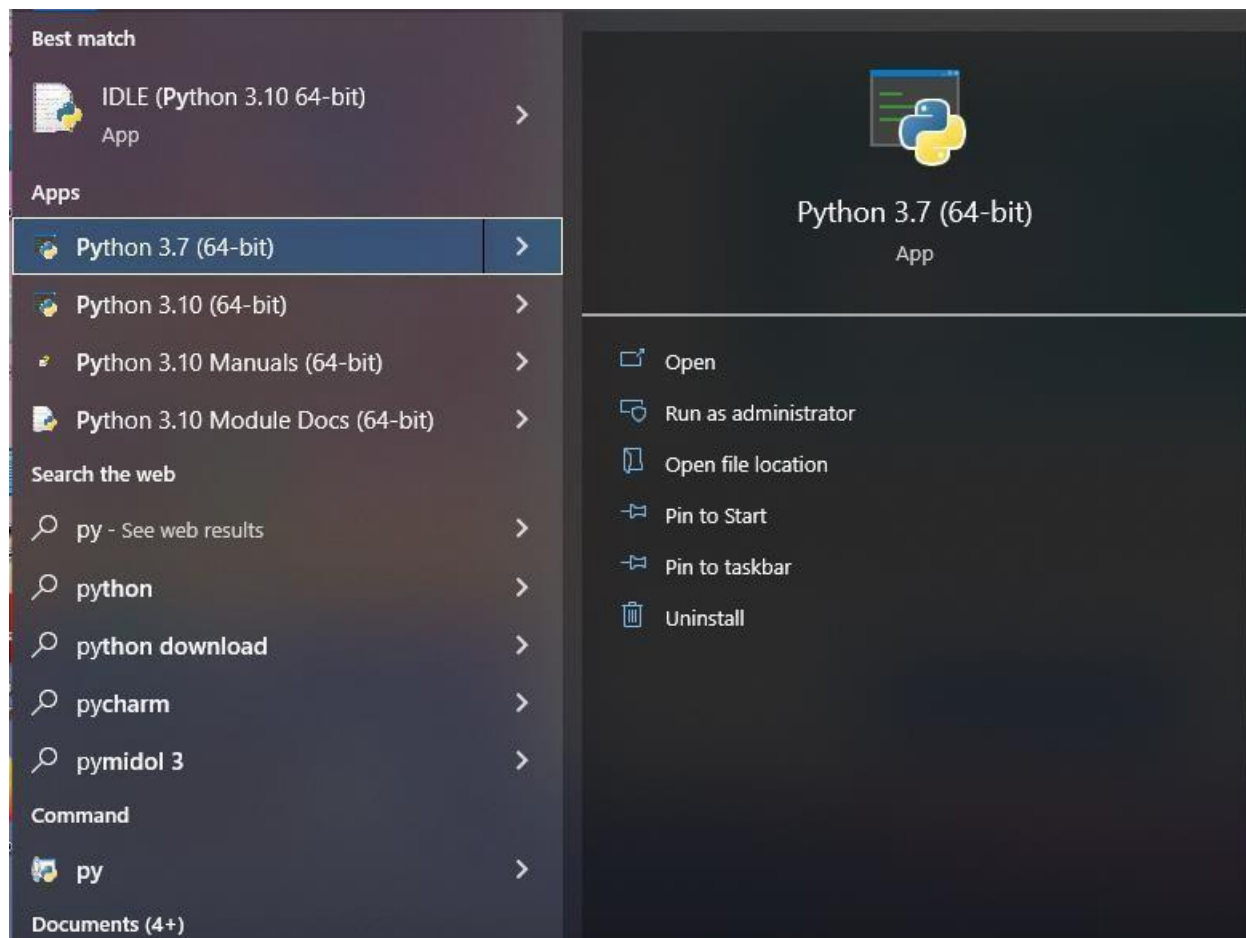 Best match
IDLE (Python 3.10 64-bit)
App
Apps
Python 3.7 (64-bit)
Python 3.10 (64-bit)
Python 3.10 Manuals (64-bit)
Python 3.10 Module Docs (64-bit)
Search the web
py - See web results
python
python download
pycharm
pymidol 3
Command
py
Documents (4+)
Python 3.7 (64-bit)
App
Open
Run as administrator
Open file location
Pin to Start
Pin to taskbar
Uninstall